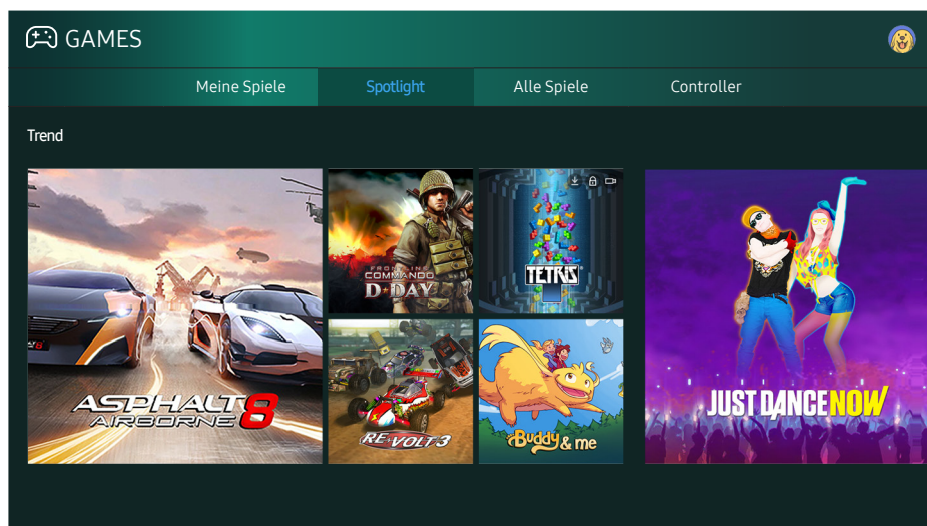 GAMES
Meine Spiele
Spotlight
Alle Spiele
Controller
Trend
ASPHALT 8
AIRBORNE
FRONTLINE
COMMANDO
D★DAY
TETRIS
RE-VOLT 3
Buddy & me
JUST DANCE NOW